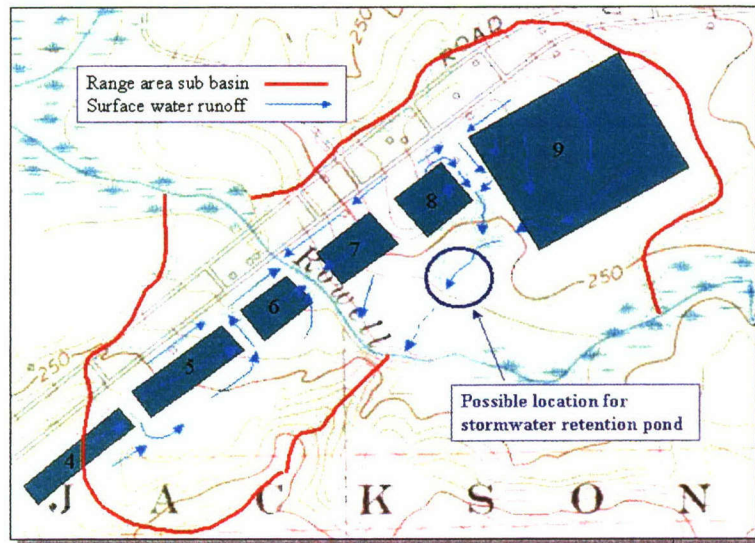 250
ROAD
Range area sub basin
Surface water runoff
9
8
7
Rowell
6
250
5
250
Possible location for
stormwater retention pond
4
J A C K S O N